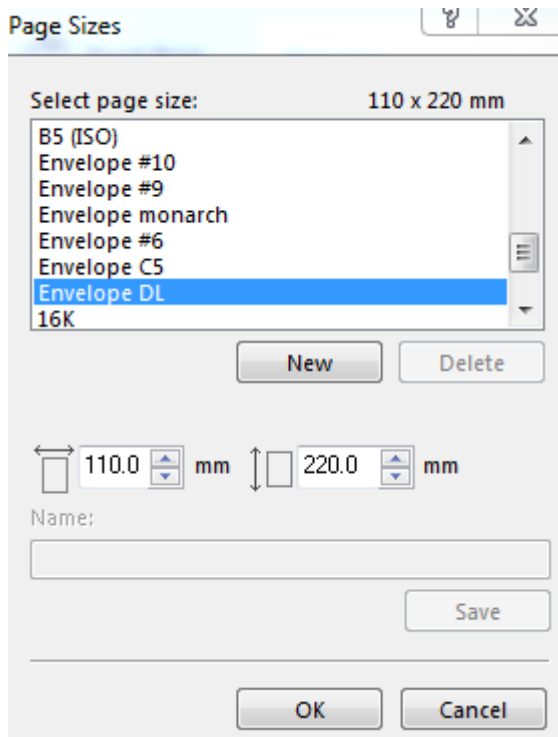 Page Sizes
Select page size: 110 x 220 mm
B5 (ISO)
Envelope #10
Envelope #9
Envelope monarch
Envelope #6
Envelope C5
Envelope DL
16K
New Delete
110.0 mm 220.0 mm
Name:
Save
OK Cancel